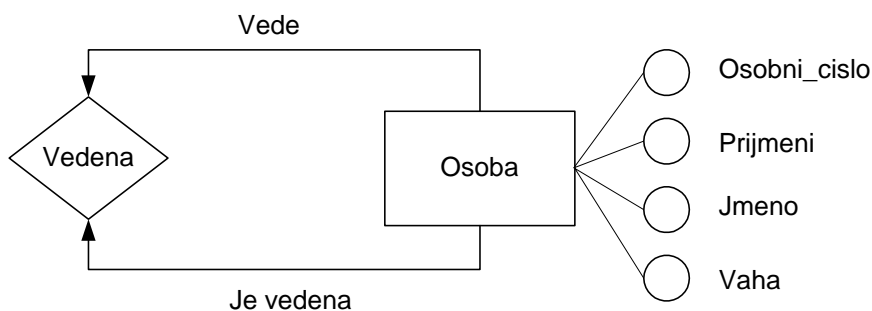 Vede
Osobni_cislo
Prijmeni
Vedena
Osoba
Jmeno
Vaha
Je vedena